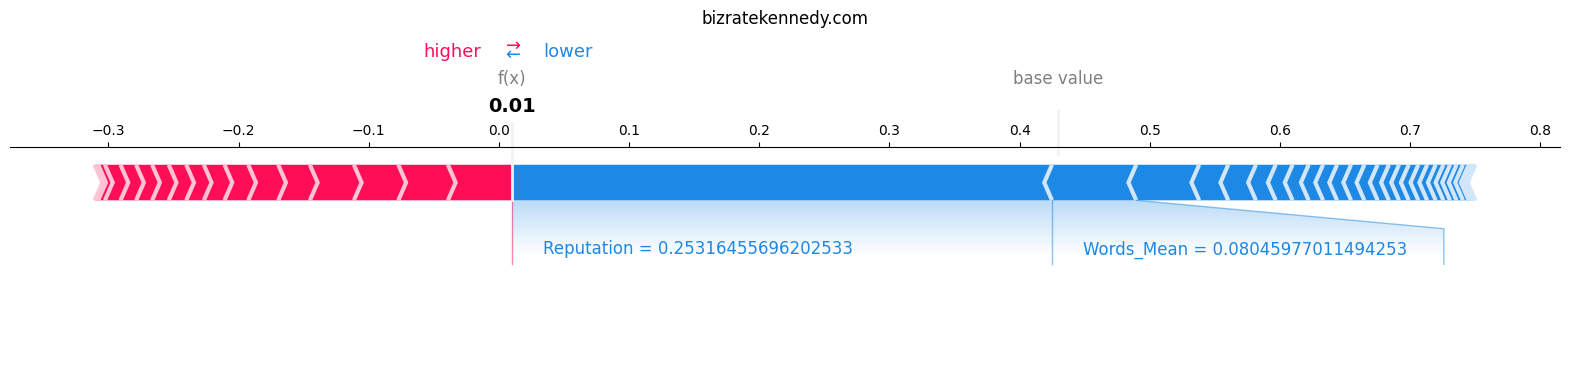 bizratekennedy.com
higher ⇄ lower
f(x) base value
0.01
−0.3 −0.2 −0.1 0.0 0.1 0.2 0.3 0.4 0.5 0.6 0.7 0.8
Reputation = 0.25316455696202533 Words_Mean = 0.08045977011494253